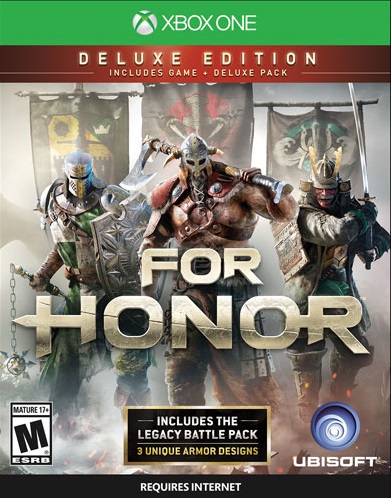 XBOX ONE
DELUXE EDITION
INCLUDES GAME + DELUXE PACK
FOR
HONOR
MATURE 17+
M
ESRB
INCLUDES THE
LEGACY BATTLE PACK
3 UNIQUE ARMOR DESIGNS
UBISOFT
REQUIRES INTERNET